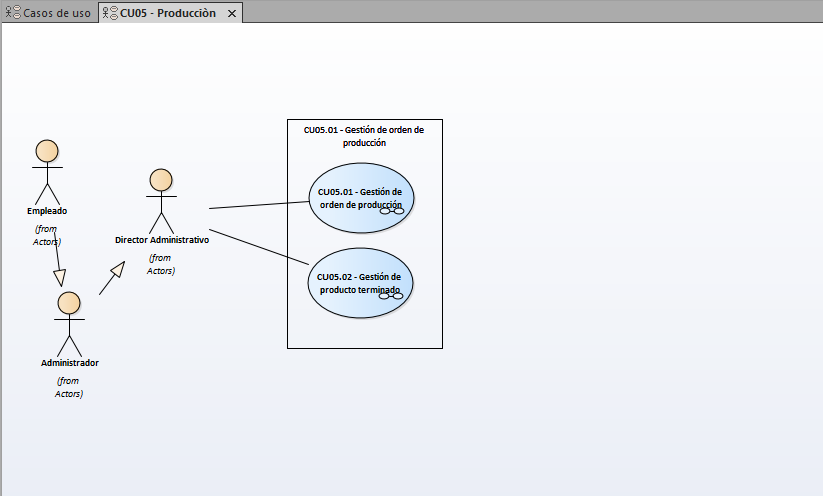 Casos de uso
CU05 - Producciòn
CU05.01 - Gestión de orden de
producción
CU05.01 - Gestión de
orden de producción
Empleado
(from
Actors)
Director Administrativo
(from
Actors)
CU05.02 - Gestión de
producto terminado
Administrador
(from
Actors)